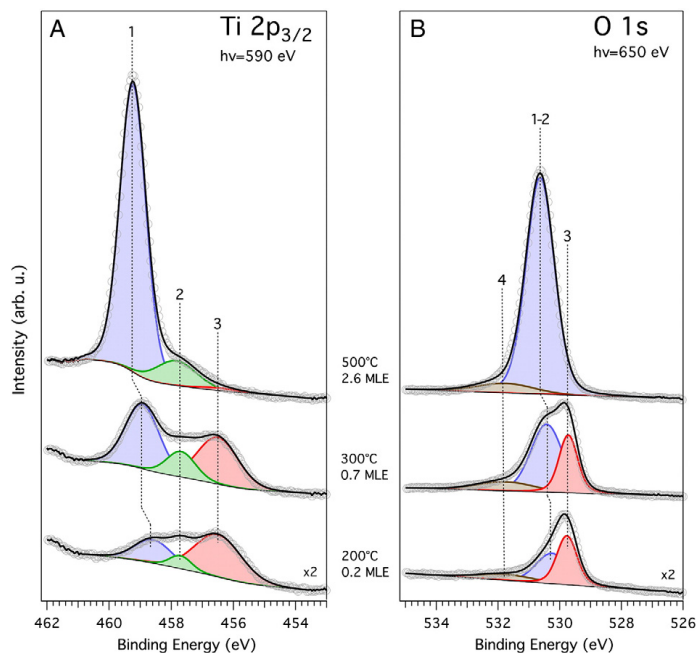 A
Ti 2p3/2
hν=590 eV
1
2
3
B
O 1s
hν=650 eV
1-2
3
4
Intensity (arb. u.)
500°C
2.6 MLE
300°C
0.7 MLE
200°C
0.2 MLE
x2
x2
462 460 458 456 454
Binding Energy (eV)
534 532 530 528 526
Binding Energy (eV)